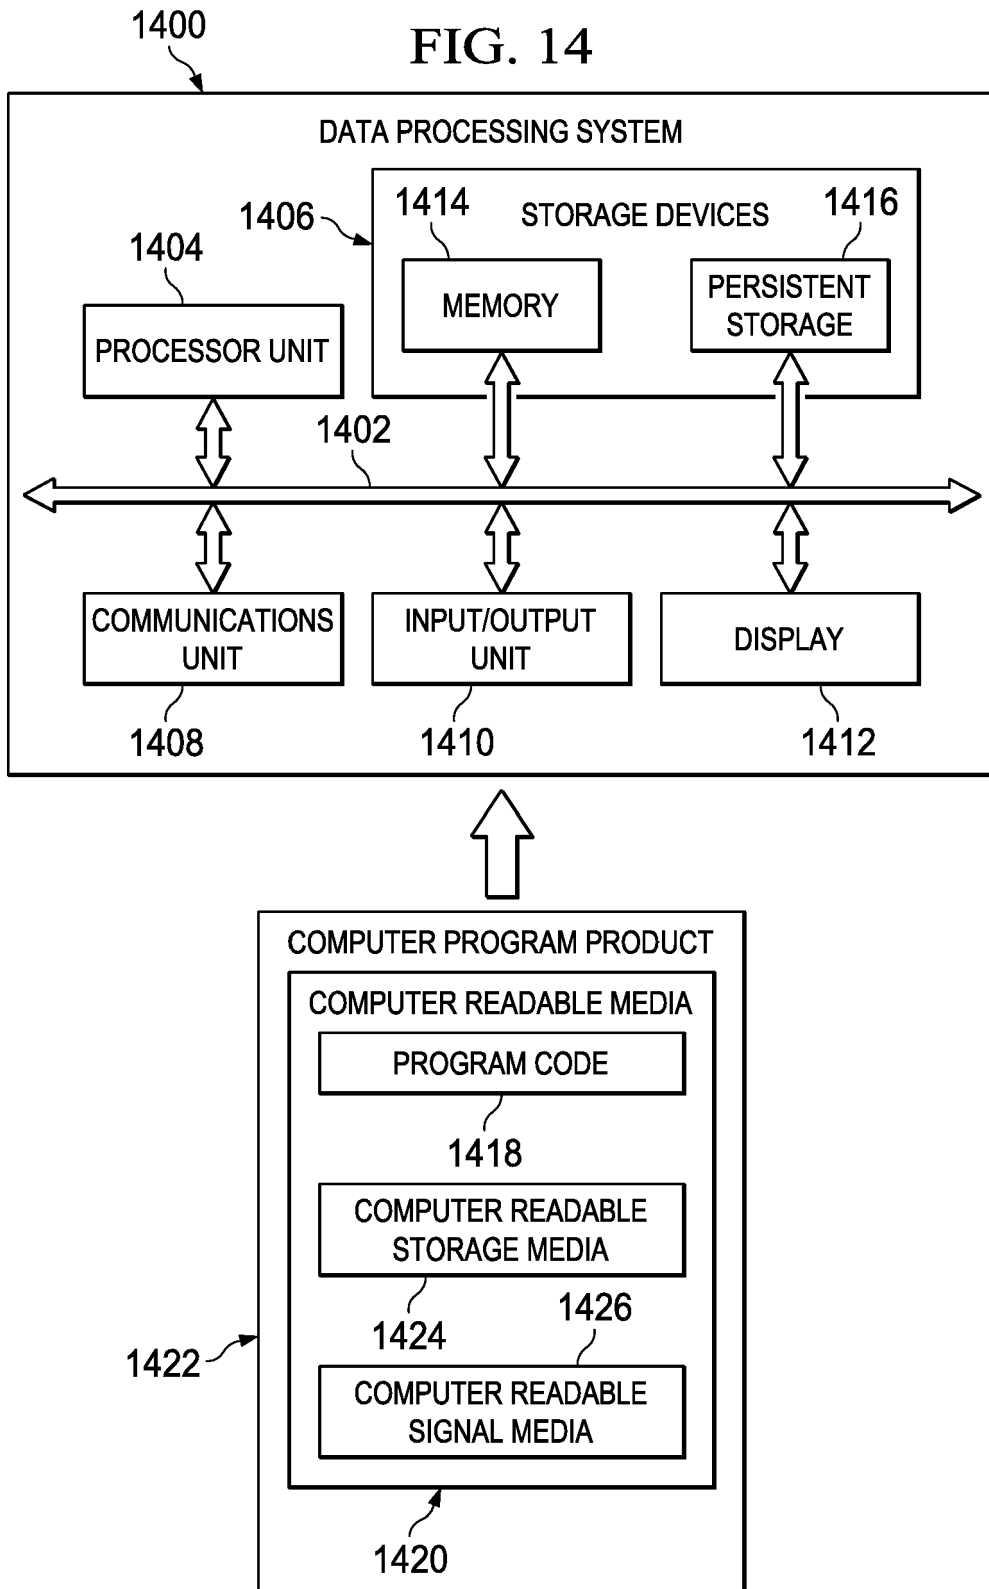 1400
FIG. 14
DATA PROCESSING SYSTEM
1406
1414
STORAGE DEVICES
1416
1404
MEMORY
PERSISTENT
STORAGE
PROCESSOR UNIT
1402
COMMUNICATIONS
UNIT
INPUT/OUTPUT
UNIT
DISPLAY
1408
1410
1412
COMPUTER PROGRAM PRODUCT
COMPUTER READABLE MEDIA
PROGRAM CODE
1418
COMPUTER READABLE
STORAGE MEDIA
1424
1426
1422
COMPUTER READABLE
SIGNAL MEDIA
1420